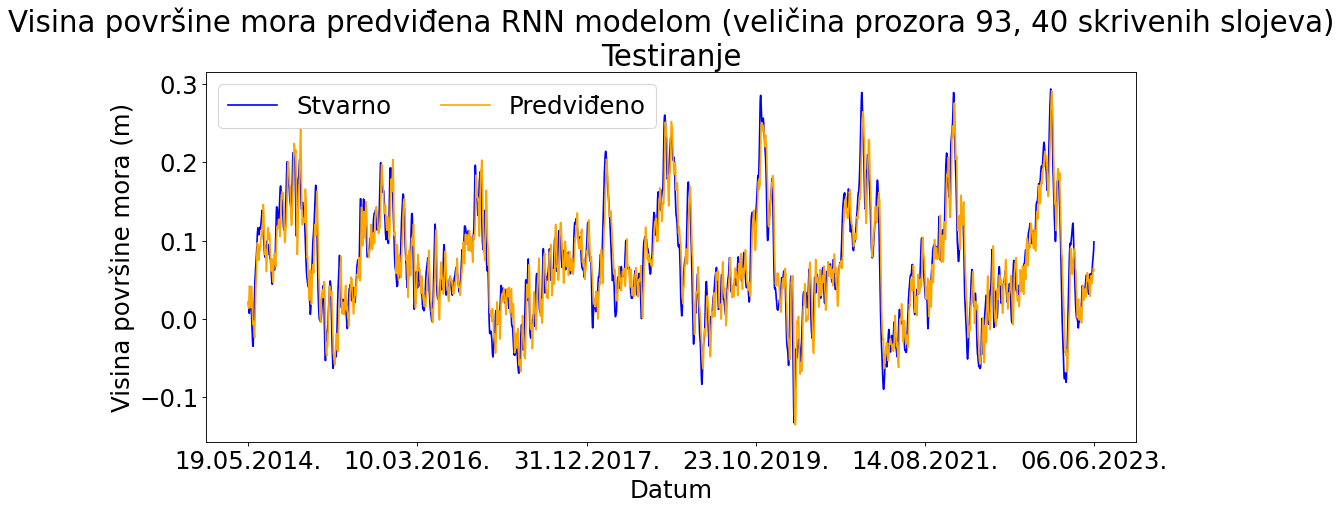 Visina površine mora predviđena RNN modelom (veličina prozora 93, 40 skrivenih slojeva)
Testiranje
Stvarno Predviđeno
Visina površine mora (m)
0.3
0.2
0.1
0.0
−0.1
19.05.2014. 10.03.2016. 31.12.2017. 23.10.2019. 14.08.2021. 06.06.2023.
Datum